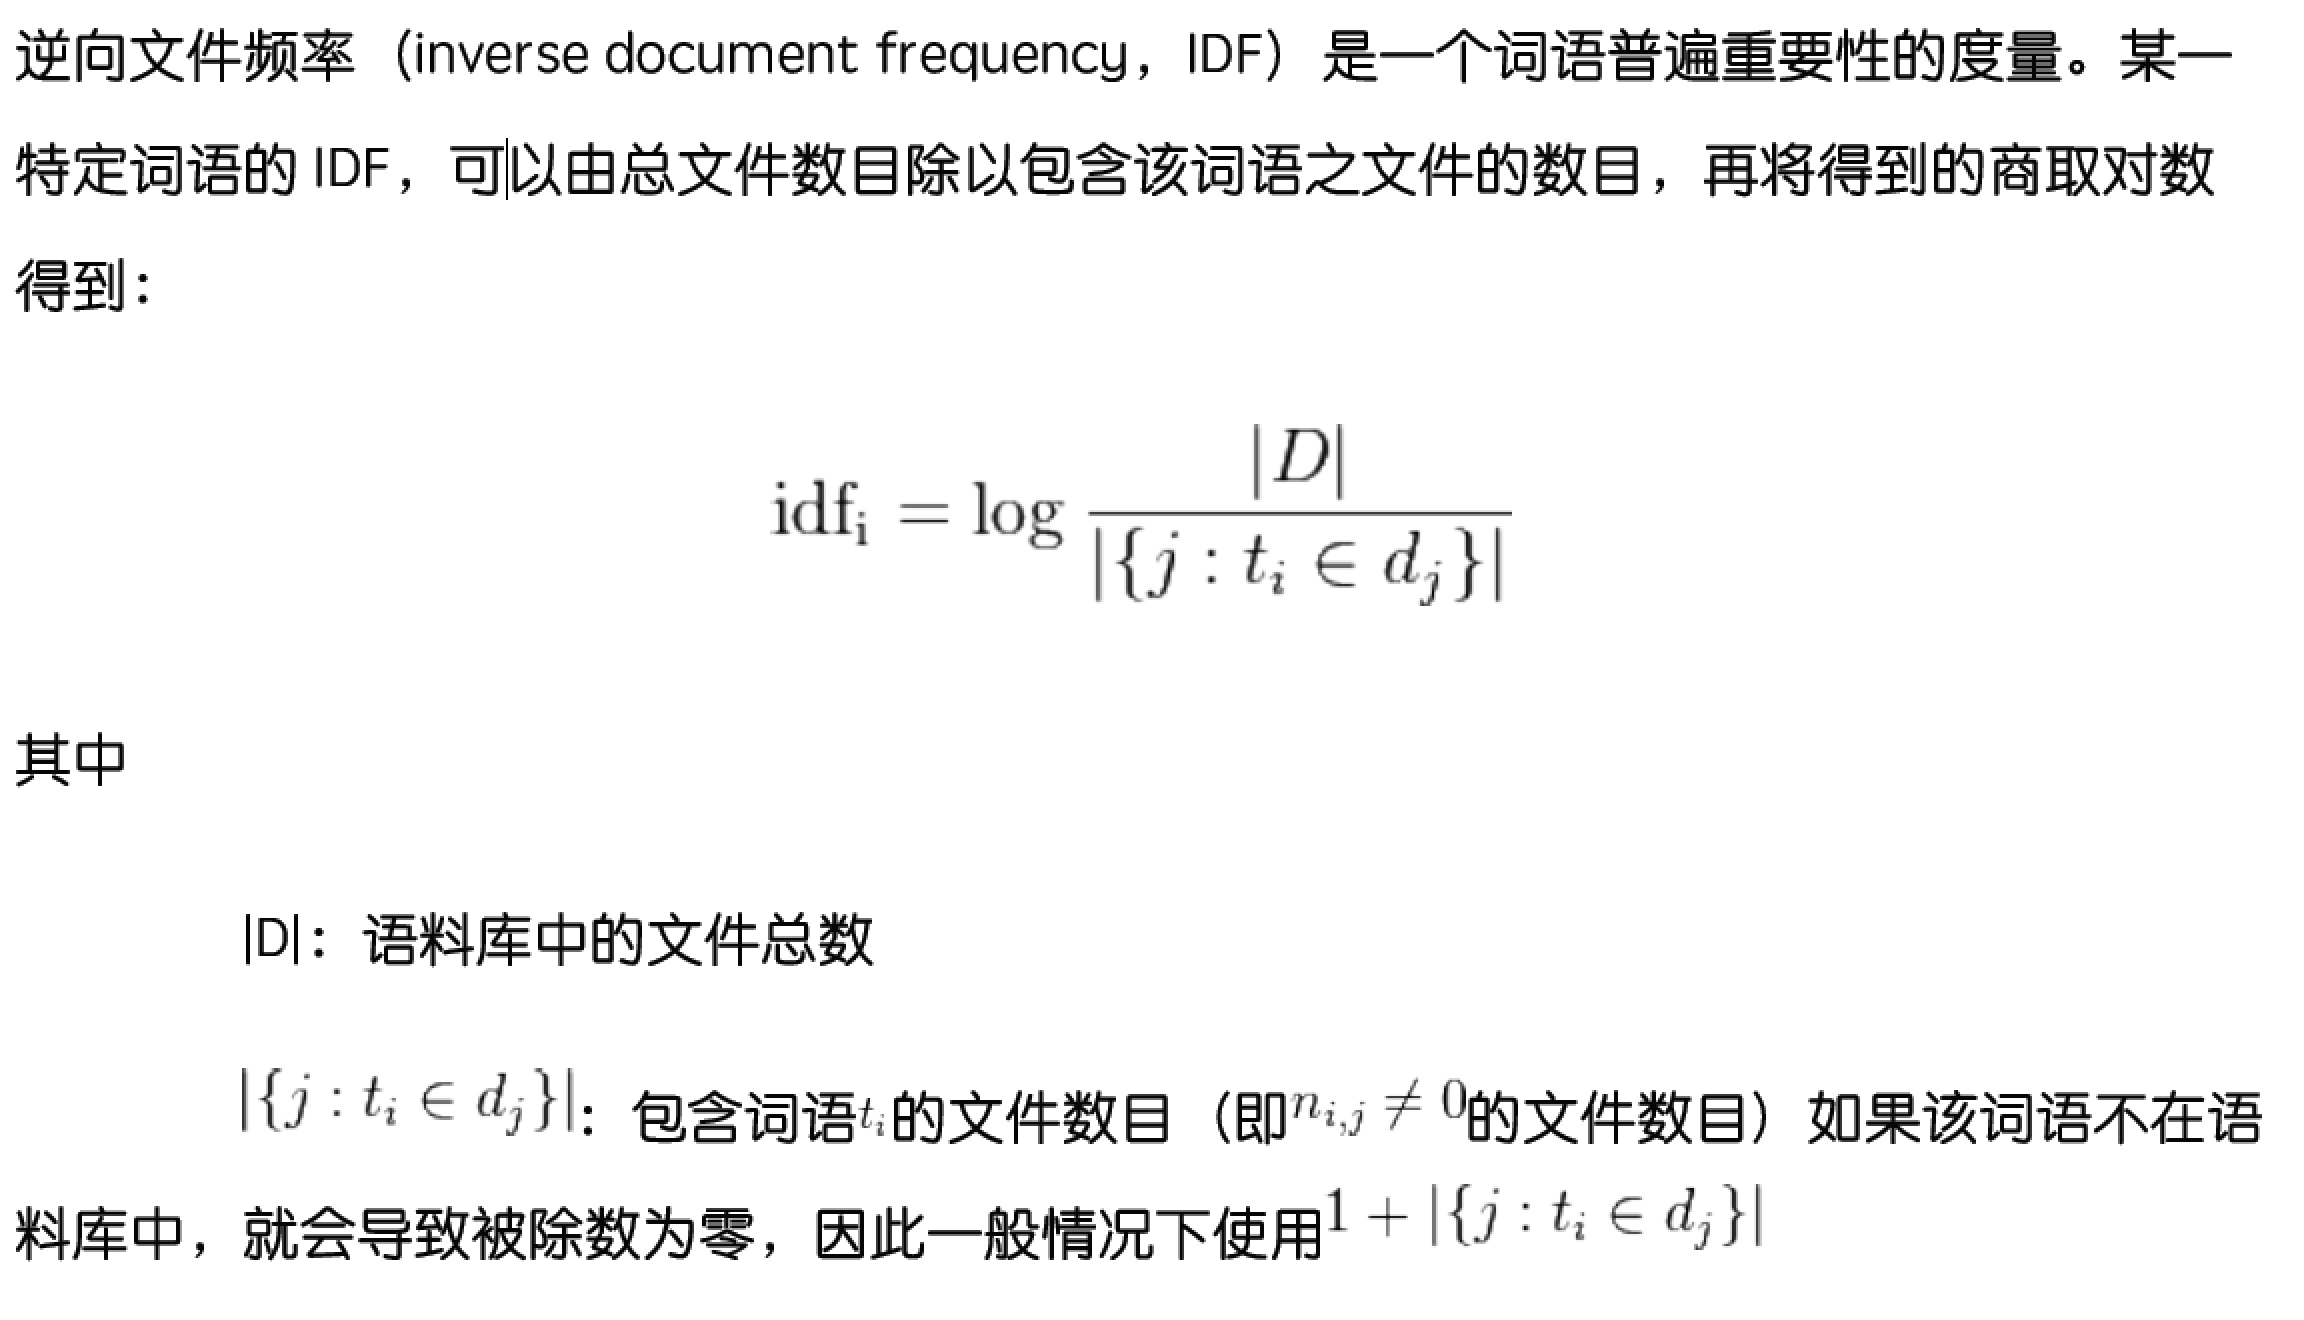 逆向文件频率（inverse document frequency，IDF）是一个词语普遍重要性的度量。某一
特定词语的 IDF，可以由总文件数目除以包含该词语之文件的数目，再将得到的商取对数
得到：
idf_i = log |D| / |{j : t_i ∈ d_j}|
其中
|D|：语料库中的文件总数
|{j : t_i ∈ d_j}|：包含词语t_i的文件数目（即n_{i,j} ≠ 0的文件数目）如果该词语不在语
料库中，就会导致被除数为零，因此一般情况下使用1 + |{j : t_i ∈ d_j}|